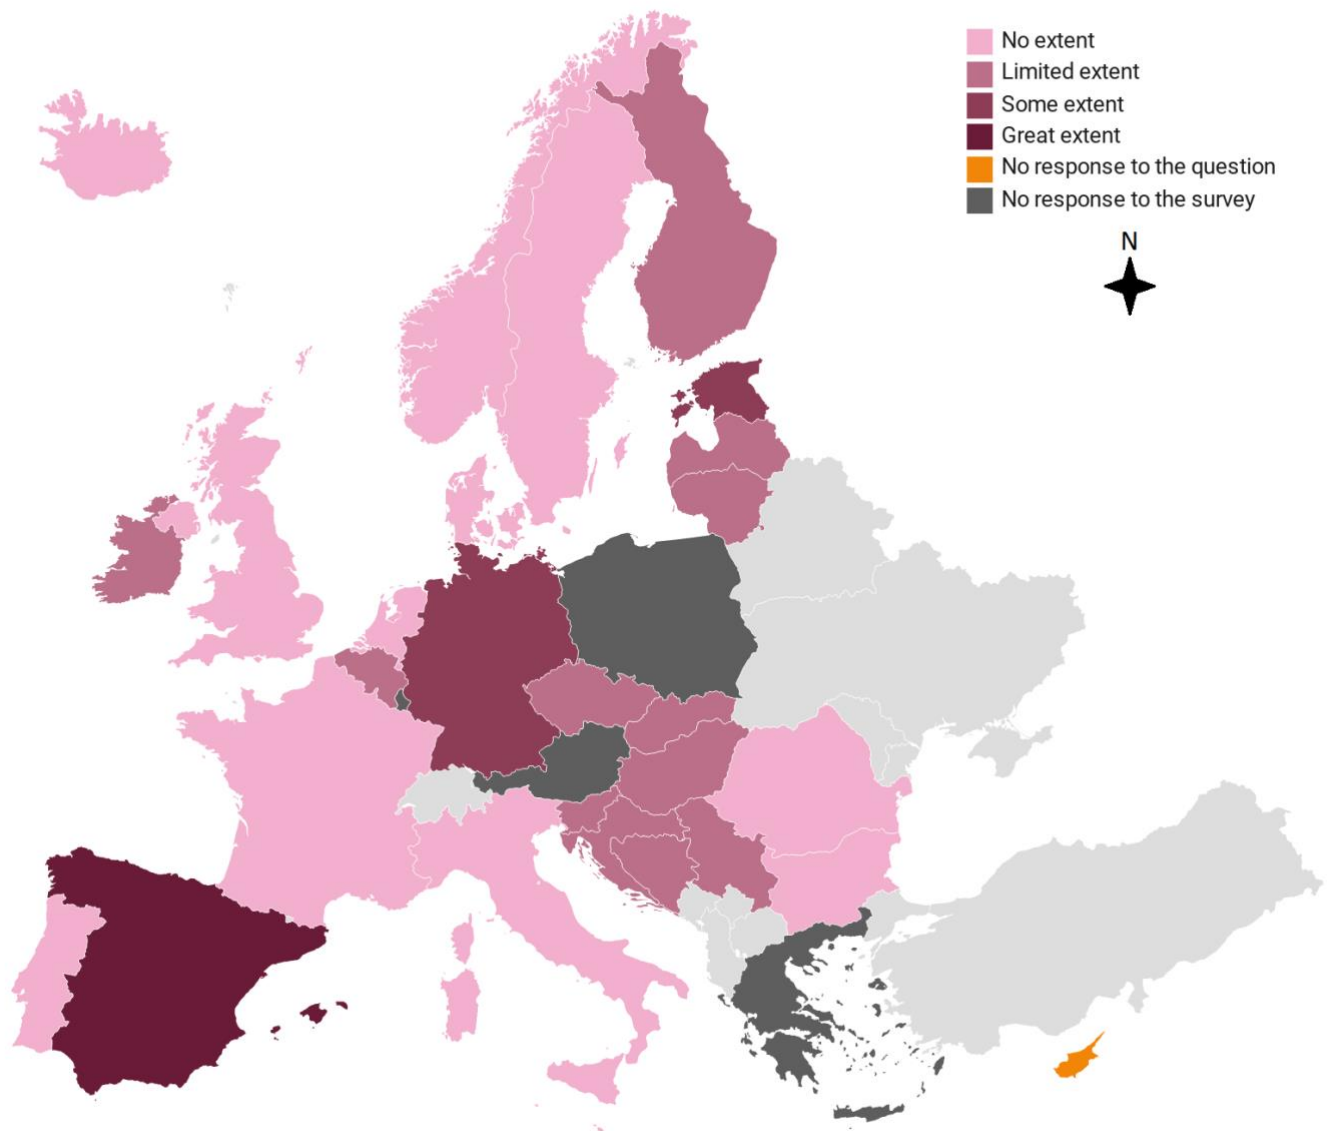 No extent
Limited extent
Some extent
Great extent
No response to the question
No response to the survey
N